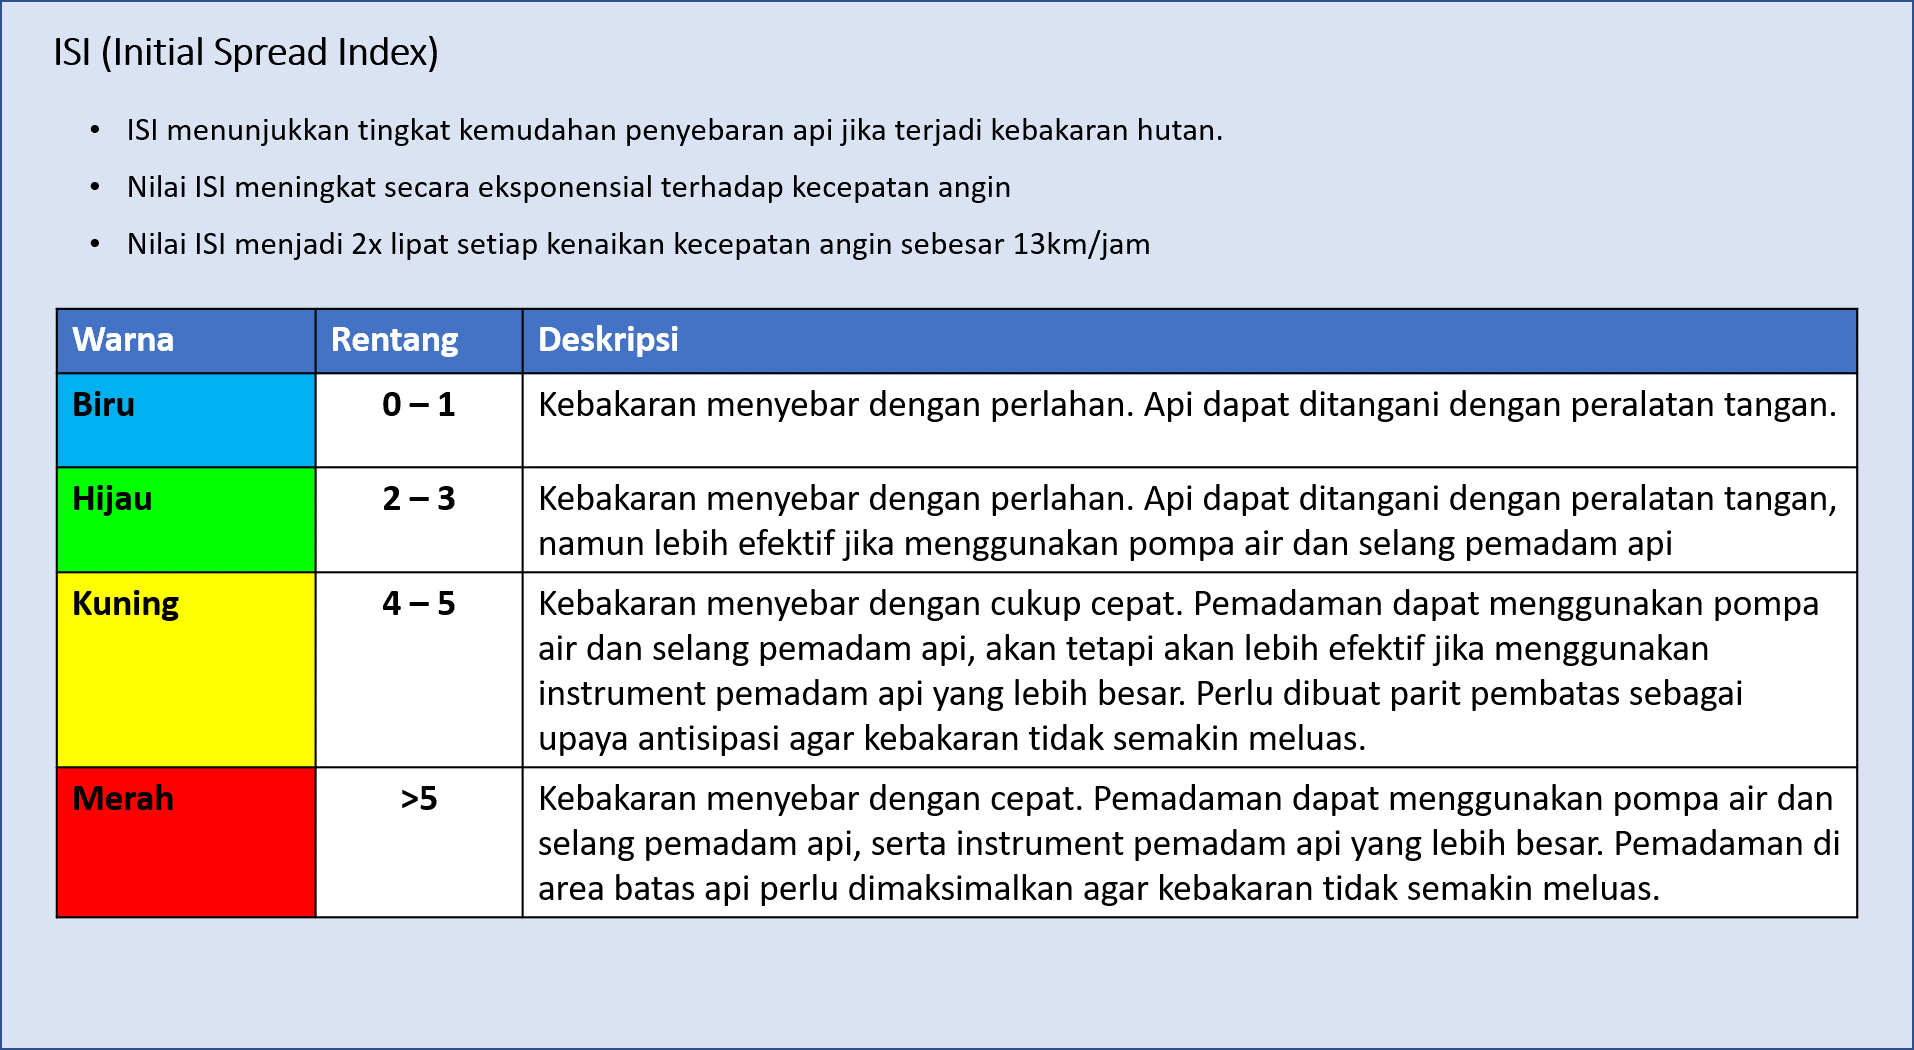 ISI (Initial Spread Index)
• ISI menunjukkan tingkat kemudahan penyebaran api jika terjadi kebakaran hutan.
• Nilai ISI meningkat secara eksponensial terhadap kecepatan angin
• Nilai ISI menjadi 2x lipat setiap kenaikan kecepatan angin sebesar 13km/jam
Warna Rentang Deskripsi
Biru 0 – 1 Kebakaran menyebar dengan perlahan. Api dapat ditangani dengan peralatan tangan.
Hijau 2 – 3 Kebakaran menyebar dengan perlahan. Api dapat ditangani dengan peralatan tangan,
namun lebih efektif jika menggunakan pompa air dan selang pemadam api
Kuning 4 – 5 Kebakaran menyebar dengan cukup cepat. Pemadaman dapat menggunakan pompa
air dan selang pemadam api, akan tetapi akan lebih efektif jika menggunakan
instrument pemadam api yang lebih besar. Perlu dibuat parit pembatas sebagai
upaya antisipasi agar kebakaran tidak semakin meluas.
Merah >5 Kebakaran menyebar dengan cepat. Pemadaman dapat menggunakan pompa air dan
selang pemadam api, serta instrument pemadam api yang lebih besar. Pemadaman di
area batas api perlu dimaksimalkan agar kebakaran tidak semakin meluas.